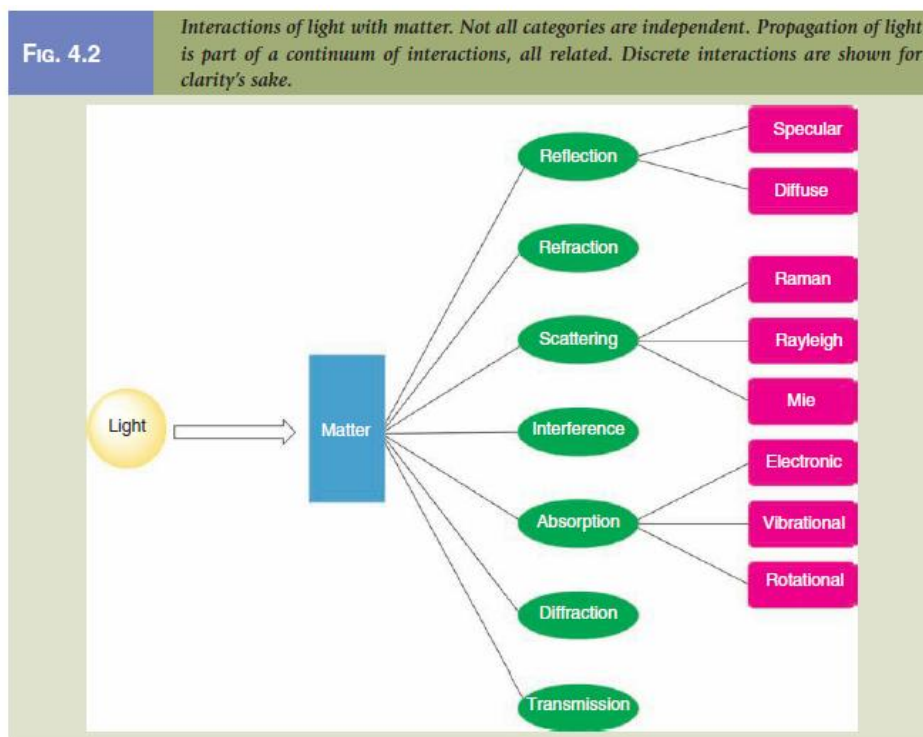 FIG. 4.2
Interactions of light with matter. Not all categories are independent. Propagation of light
is part of a continuum of interactions, all related. Discrete interactions are shown for
clarity's sake.
Light
Matter
Reflection
Refraction
Scattering
Interference
Absorption
Diffraction
Transmission
Specular
Diffuse
Raman
Rayleigh
Mie
Electronic
Vibrational
Rotational